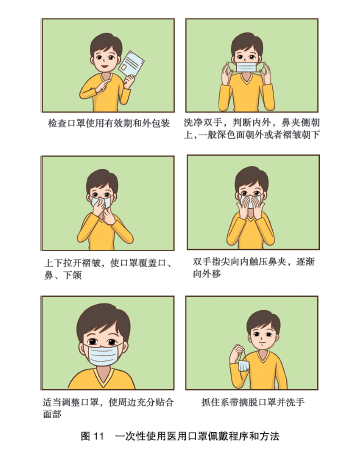 检查口罩使用有效期和外包装
洗净双手，判断内外，鼻夹侧朝
上，一般深色面朝外或者褶皱朝下
上下拉开褶皱，使口罩覆盖口、
鼻、下颌
双手指尖向内触压鼻夹，逐渐
向外移
适当调整口罩，使周边充分贴合
面部
抓住系带摘脱口罩并洗手
图 11　一次性使用医用口罩佩戴程序和方法